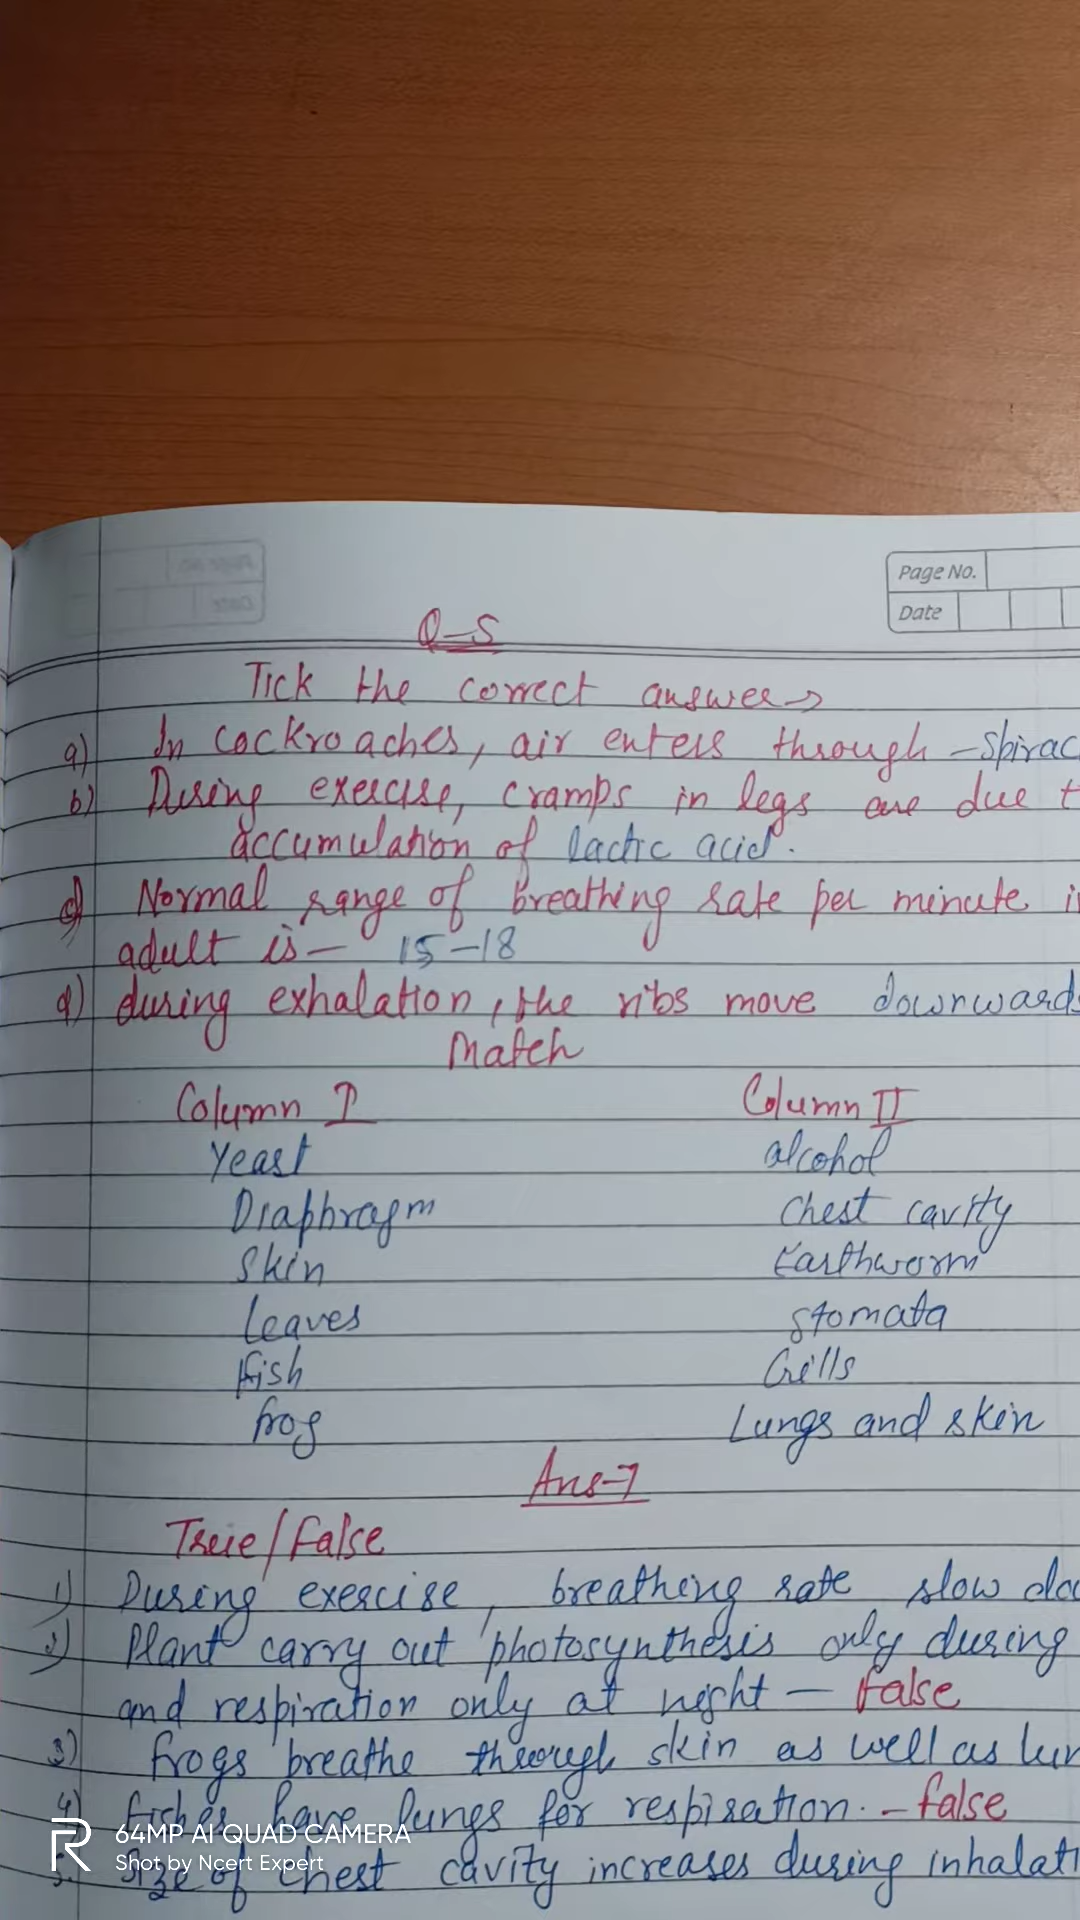 Page No.
Date
Q-5
Tick the correct answer →
a) In cockroaches, air enters through - Spirac
b) During exercise, cramps in legs are due t
accumulation of lactic acid.
c) Normal range of breathing rate per minute i
adult is - 15-18
d) during exhalation, the ribs move downwards
Match
Column I Column II
Yeast alcohol
Diaphragm Chest cavity
Skin Earthworm
Leaves Stomata
Fish Gills
frog Lungs and skin
Ans-7
True/False
1) During exercise, breathing rate slow do
2) Plant carry out photosynthesis only during
and respiration only at night - false
3) frogs breathe through skin as well as lun
4) fishes have lungs for respiration. - false
5. Size of chest cavity increases during inhalati
64MP AI QUAD CAMERA
Shot by Ncert Expert